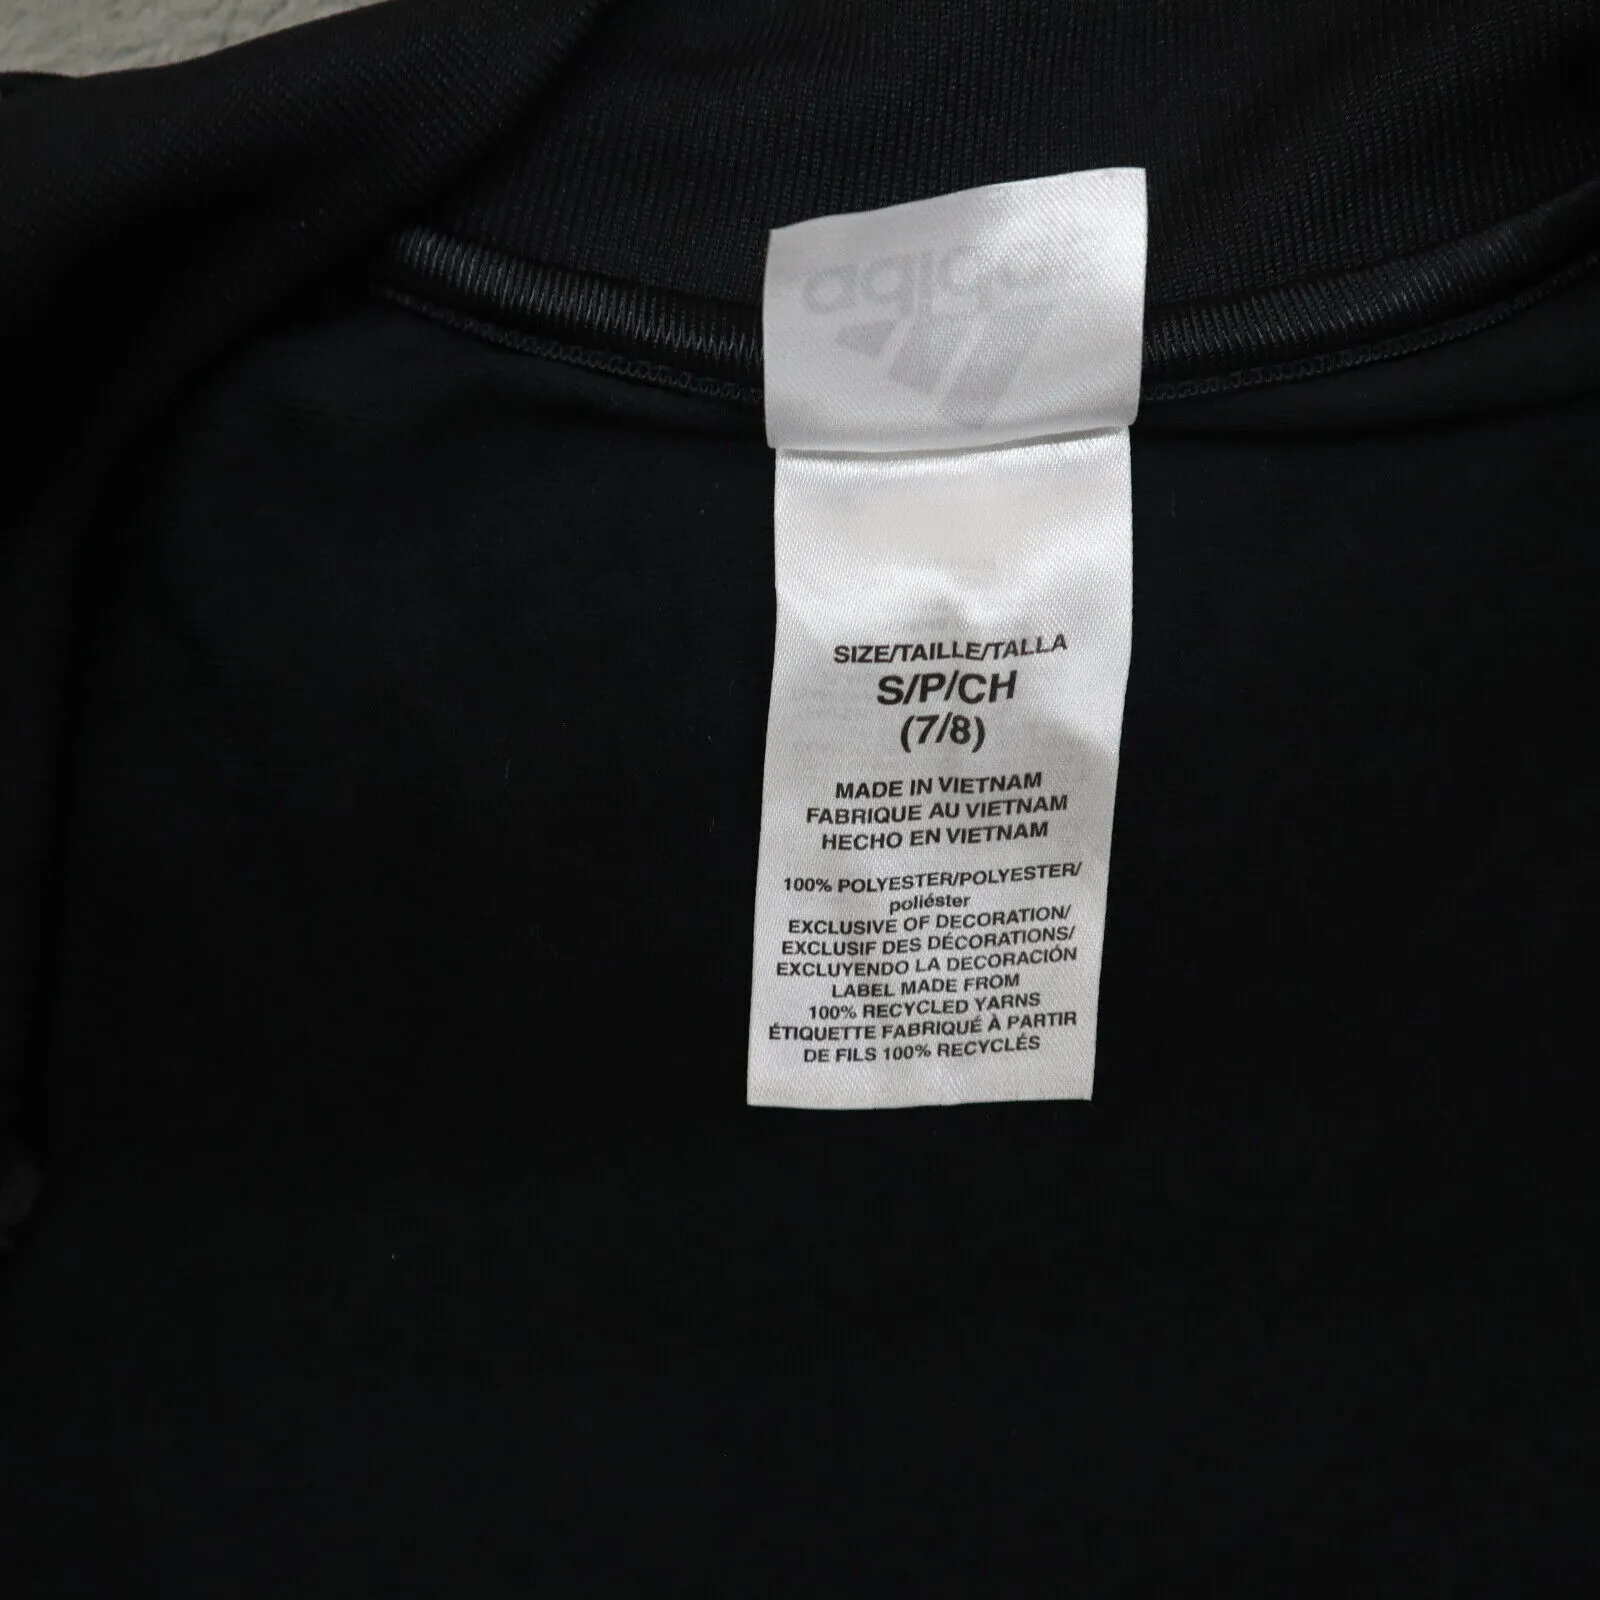 adidas
SIZE/TAILLE/TALLA
S/P/CH
(7/8)
MADE IN VIETNAM
FABRIQUE AU VIETNAM
HECHO EN VIETNAM
100% POLYESTER/POLYESTER/
poliéster
EXCLUSIVE OF DECORATION/
EXCLUSIF DES DÉCORATIONS/
EXCLUYENDO LA DECORACIÓN
LABEL MADE FROM
100% RECYCLED YARNS
ÉTIQUETTE FABRIQUÉ À PARTIR
DE FILS 100% RECYCLÉS